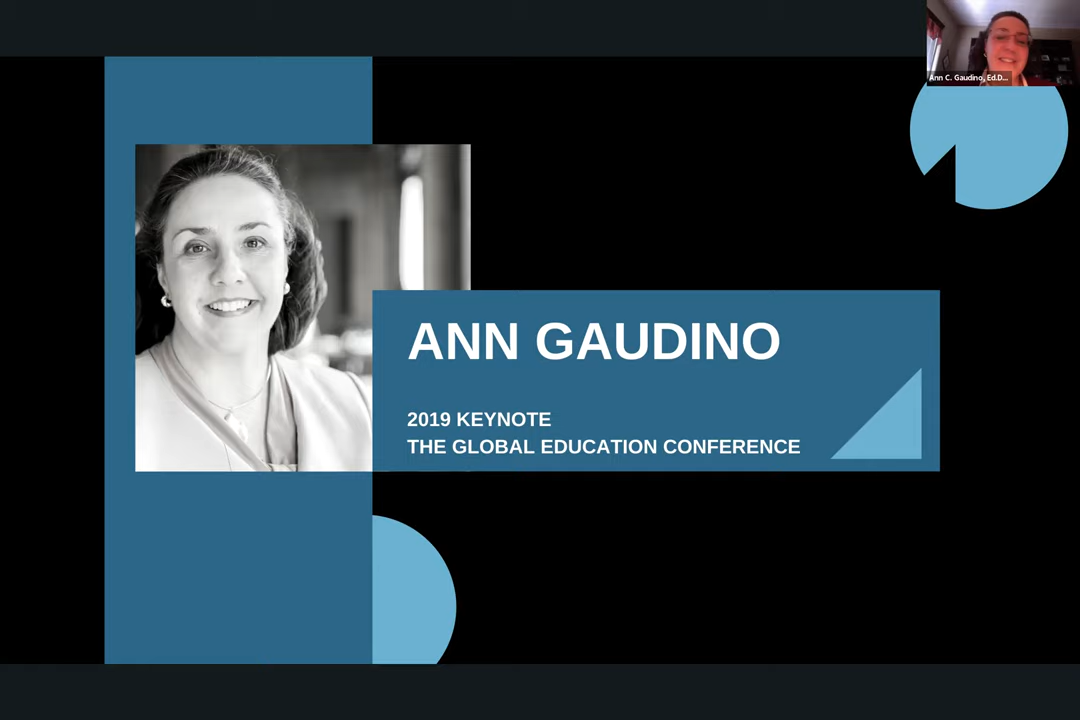 Ann C. Gaudino, Ed.D...
ANN GAUDINO
2019 KEYNOTE
THE GLOBAL EDUCATION CONFERENCE